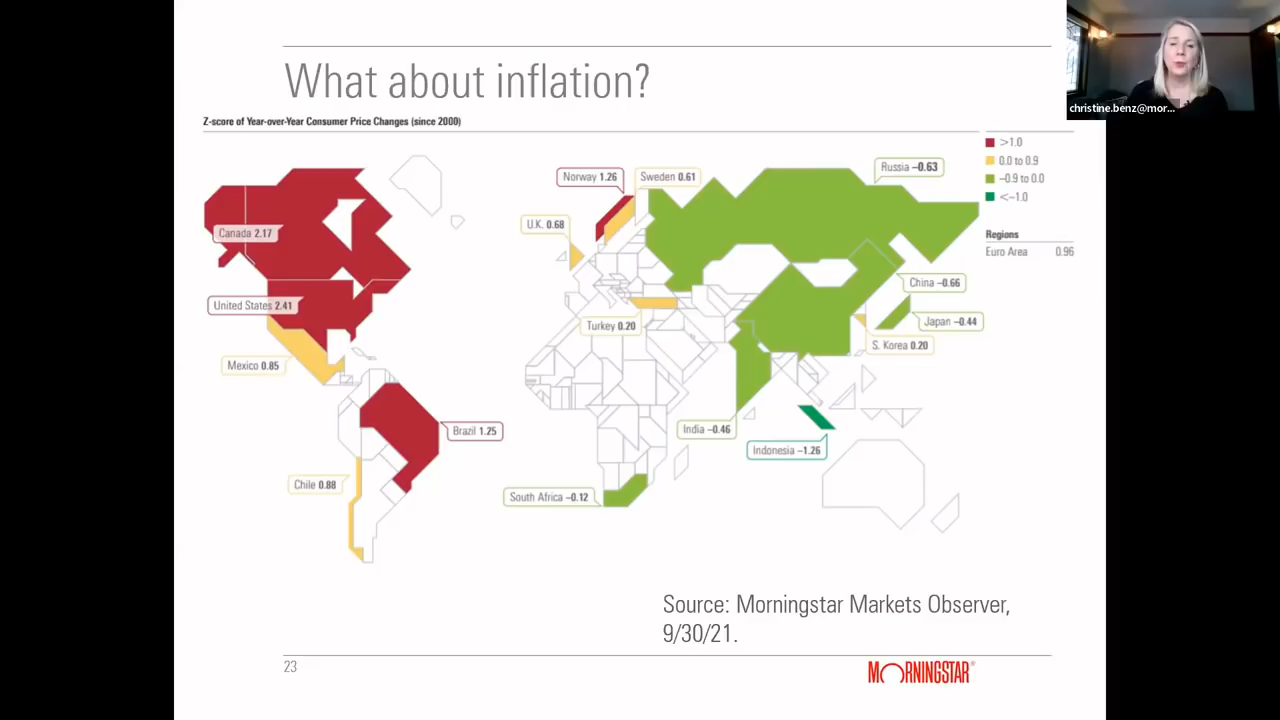 What about inflation?
christine.benz@mor...
Z-score of Year-over-Year Consumer Price Changes (since 2000)
>1.0
0.0 to 0.9
−0.9 to 0.0
<−1.0
Regions
Euro Area 0.96
Norway 1.26
Sweden 0.61
Russia −0.63
U.K. 0.68
Canada 2.17
China −0.66
United States 2.41
Japan −0.44
Turkey 0.20
S. Korea 0.20
Mexico 0.85
Brazil 1.25
India −0.46
Indonesia −1.26
Chile 0.88
South Africa −0.12
Source: Morningstar Markets Observer,
9/30/21.
23
MORNINGSTAR®